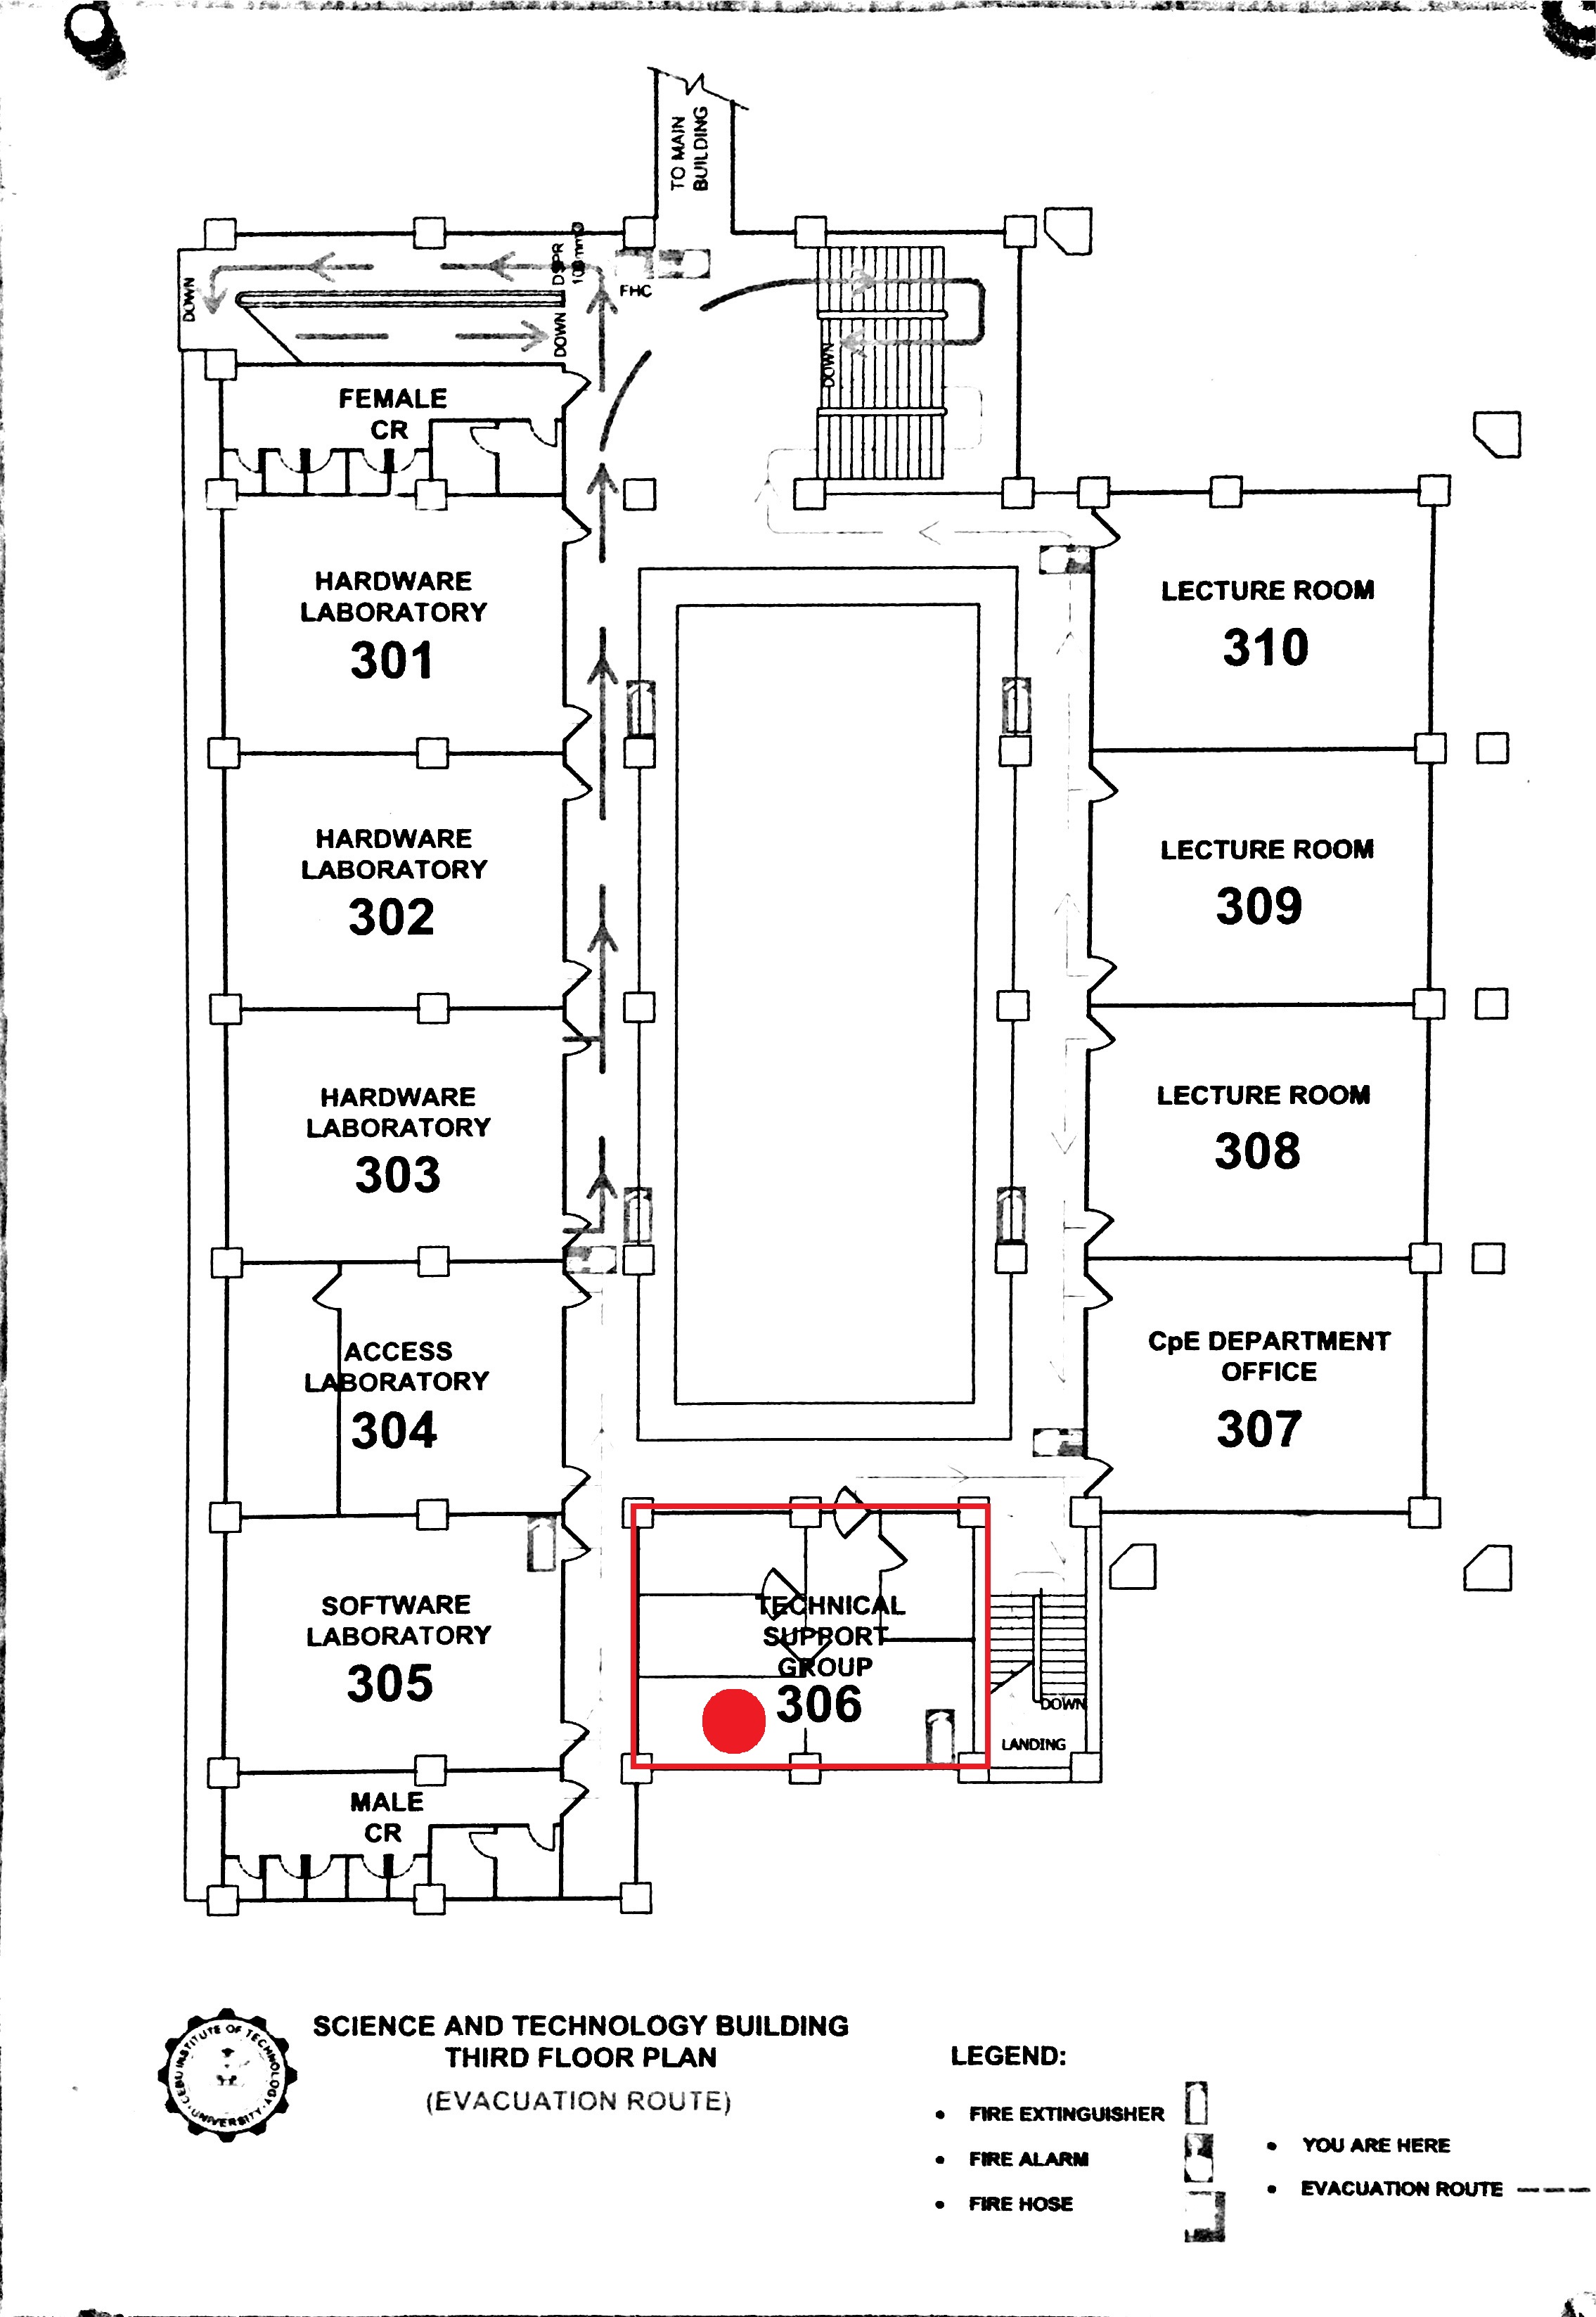 TO MAIN
BUILDING
DOWN
DSPR
100mmØ
FHC
DOWN
DOWN
FEMALE
CR
HARDWARE
LABORATORY
301
LECTURE ROOM
310
HARDWARE
LABORATORY
302
LECTURE ROOM
309
HARDWARE
LABORATORY
303
LECTURE ROOM
308
ACCESS
LABORATORY
304
CpE DEPARTMENT
OFFICE
307
SOFTWARE
LABORATORY
305
TECHNICAL
SUPPORT
GROUP
306
DOWN
LANDING
MALE
CR
CEBU INSTITUTE OF TECHNOLOGY
UNIVERSITY
SCIENCE AND TECHNOLOGY BUILDING
THIRD FLOOR PLAN
(EVACUATION ROUTE)
LEGEND:
• FIRE EXTINGUISHER
• FIRE ALARM
• FIRE HOSE
• YOU ARE HERE
• EVACUATION ROUTE